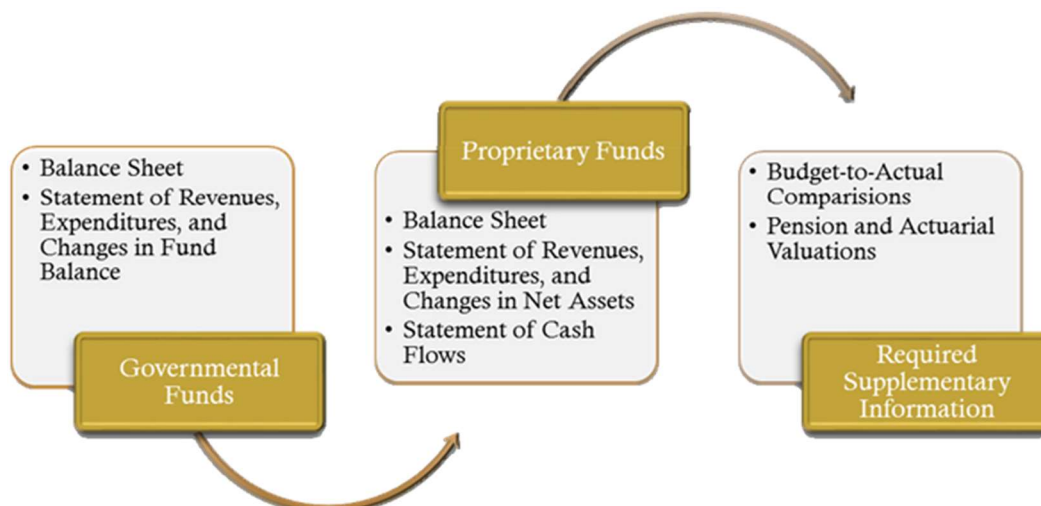 • Balance Sheet
• Statement of Revenues,
Expenditures, and
Changes in Fund
Balance
Governmental
Funds
Proprietary Funds
• Balance Sheet
• Statement of Revenues,
Expenditures, and
Changes in Net Assets
• Statement of Cash
Flows
• Budget-to-Actual
Comparisions
• Pension and Actuarial
Valuations
Required
Supplementary
Information